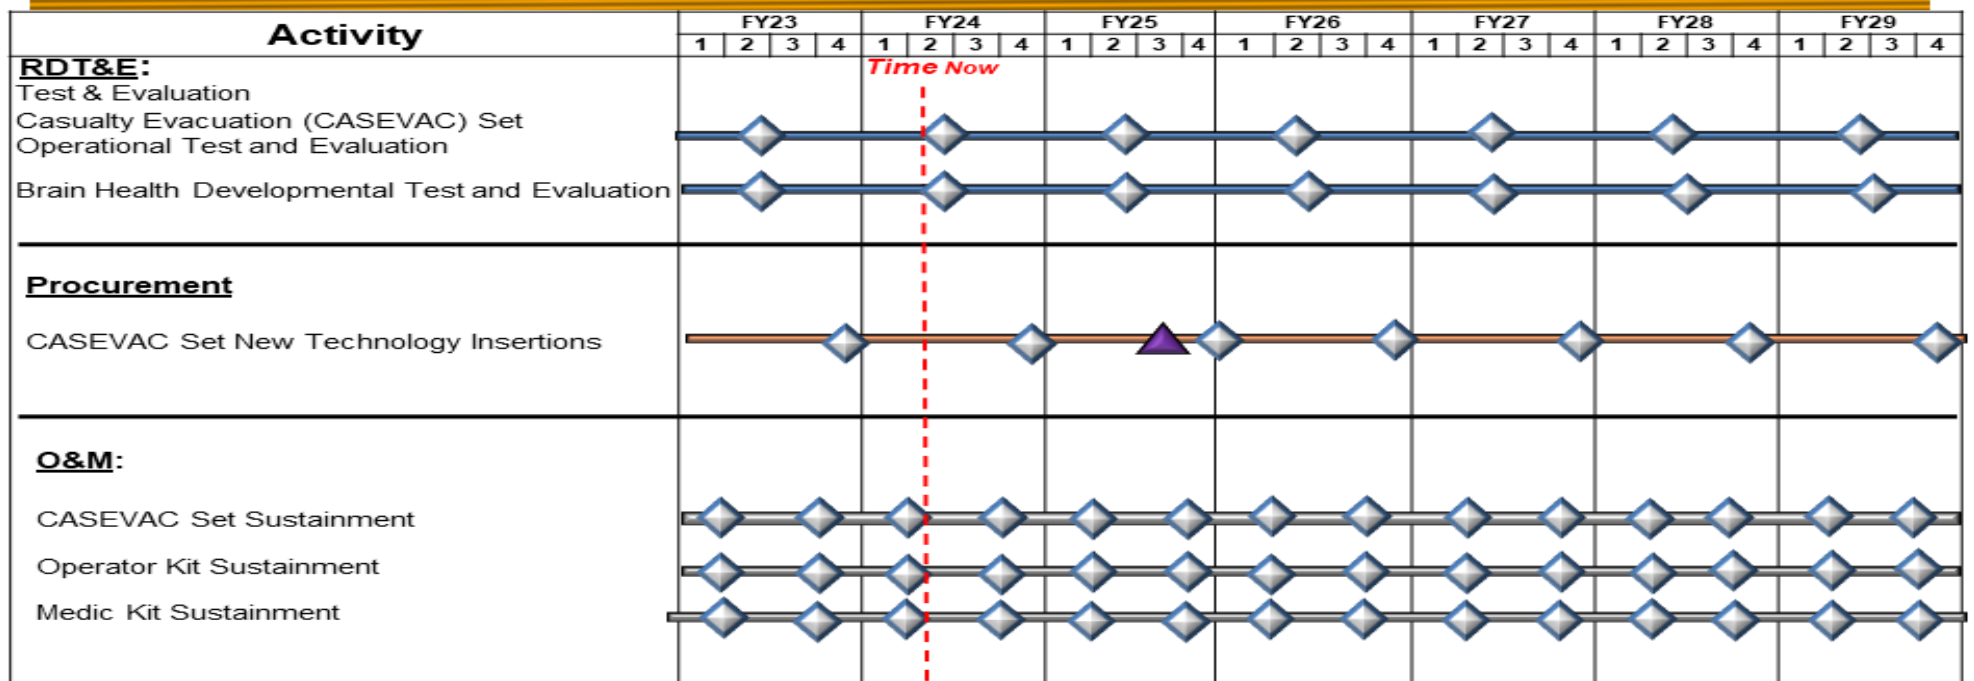 Activity FY23 FY24 FY25 FY26 FY27 FY28 FY29
1 2 3 4 1 2 3 4 1 2 3 4 1 2 3 4 1 2 3 4 1 2 3 4 1 2 3 4
RDT&E: Time Now
Test & Evaluation
Casualty Evacuation (CASEVAC) Set
Operational Test and Evaluation
Brain Health Developmental Test and Evaluation
Procurement
CASEVAC Set New Technology Insertions
O&M:
CASEVAC Set Sustainment
Operator Kit Sustainment
Medic Kit Sustainment